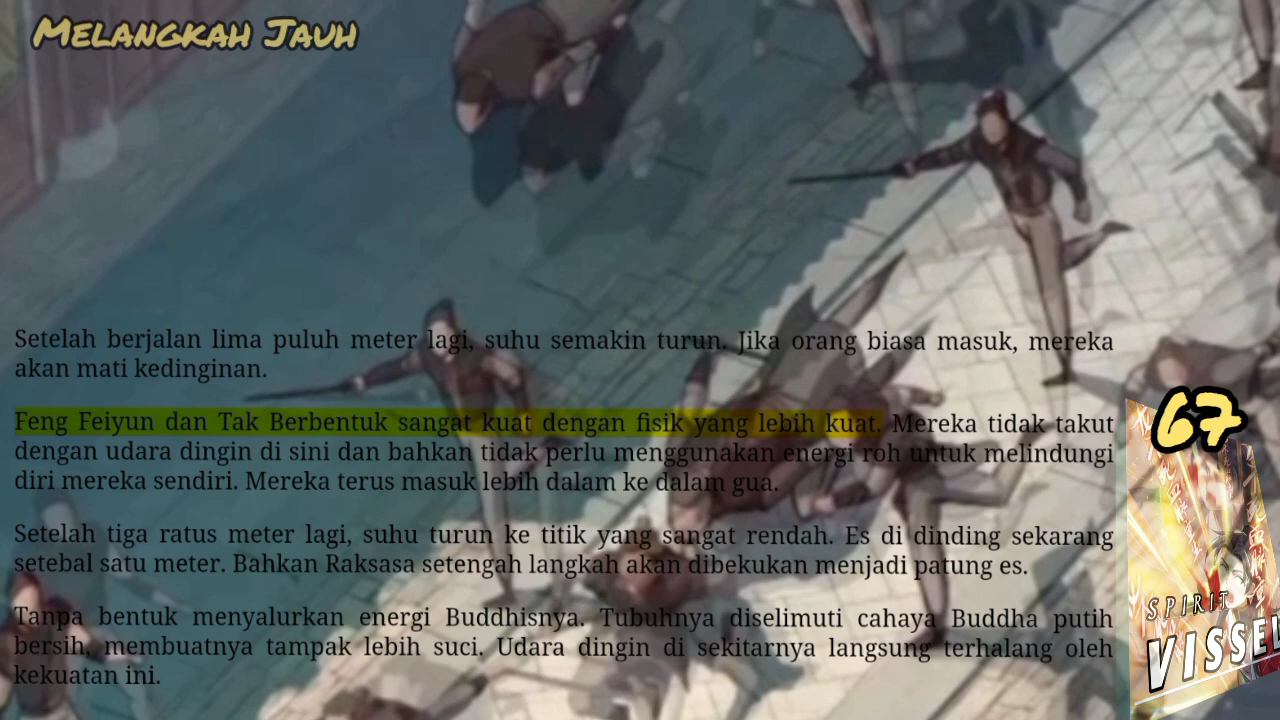 Melangkah Jauh
Setelah berjalan lima puluh meter lagi, suhu semakin turun. Jika orang biasa masuk, mereka
akan mati kedinginan.
Feng Feiyun dan Tak Berbentuk sangat kuat dengan fisik yang lebih kuat. Mereka tidak takut
dengan udara dingin di sini dan bahkan tidak perlu menggunakan energi roh untuk melindungi
diri mereka sendiri. Mereka terus masuk lebih dalam ke dalam gua.
Setelah tiga ratus meter lagi, suhu turun ke titik yang sangat rendah. Es di dinding sekarang
setebal satu meter. Bahkan Raksasa setengah langkah akan dibekukan menjadi patung es.
Tanpa bentuk menyalurkan energi Buddhisnya. Tubuhnya diselimuti cahaya Buddha putih
bersih, membuatnya tampak lebih suci. Udara dingin di sekitarnya langsung terhalang oleh
kekuatan ini.
67
SPIRIT
VISSEL